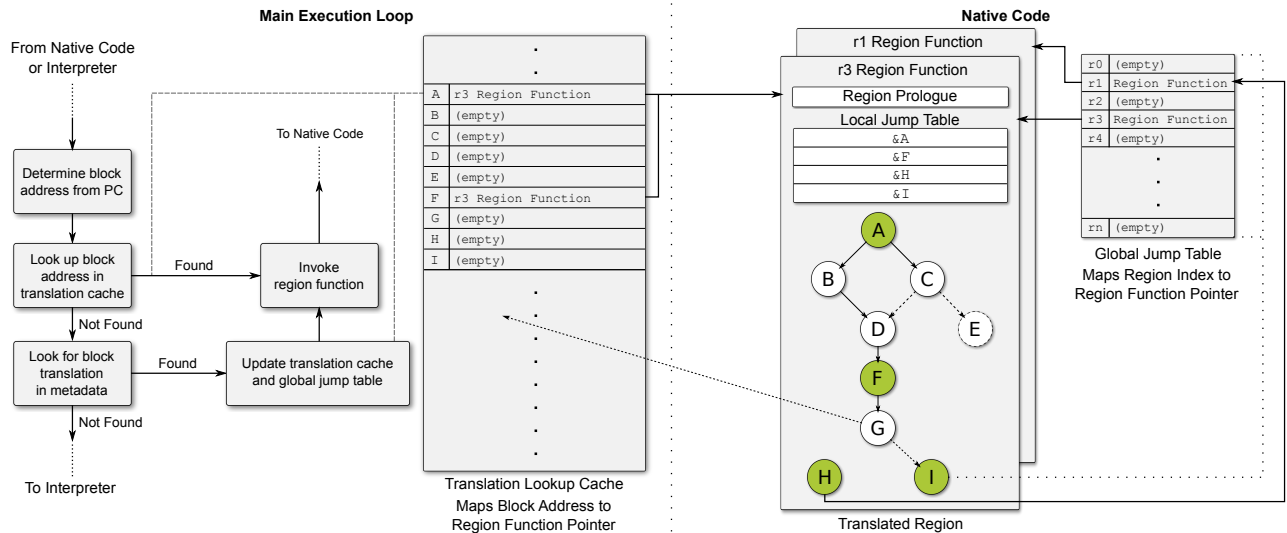 Main Execution Loop
From Native Code
or Interpreter
Determine block
address from PC
Look up block
address in
translation cache
Found
Not Found
Look for block
translation
in metadata
Found
Not Found
To Interpreter
To Native Code
Invoke
region function
Update translation cache
and global jump table
.
.
A r3 Region Function
B (empty)
C (empty)
D (empty)
E (empty)
F r3 Region Function
G (empty)
H (empty)
I (empty)
.
.
.
.
.
.
.
.
Translation Lookup Cache
Maps Block Address to
Region Function Pointer
Native Code
r1 Region Function
r3 Region Function
Region Prologue
Local Jump Table
&A
&F
&H
&I
A
B
C
D
E
F
G
H
I
Translated Region
r0 (empty)
r1 Region Function
r2 (empty)
r3 Region Function
r4 (empty)
.
.
.
rn (empty)
Global Jump Table
Maps Region Index to
Region Function Pointer